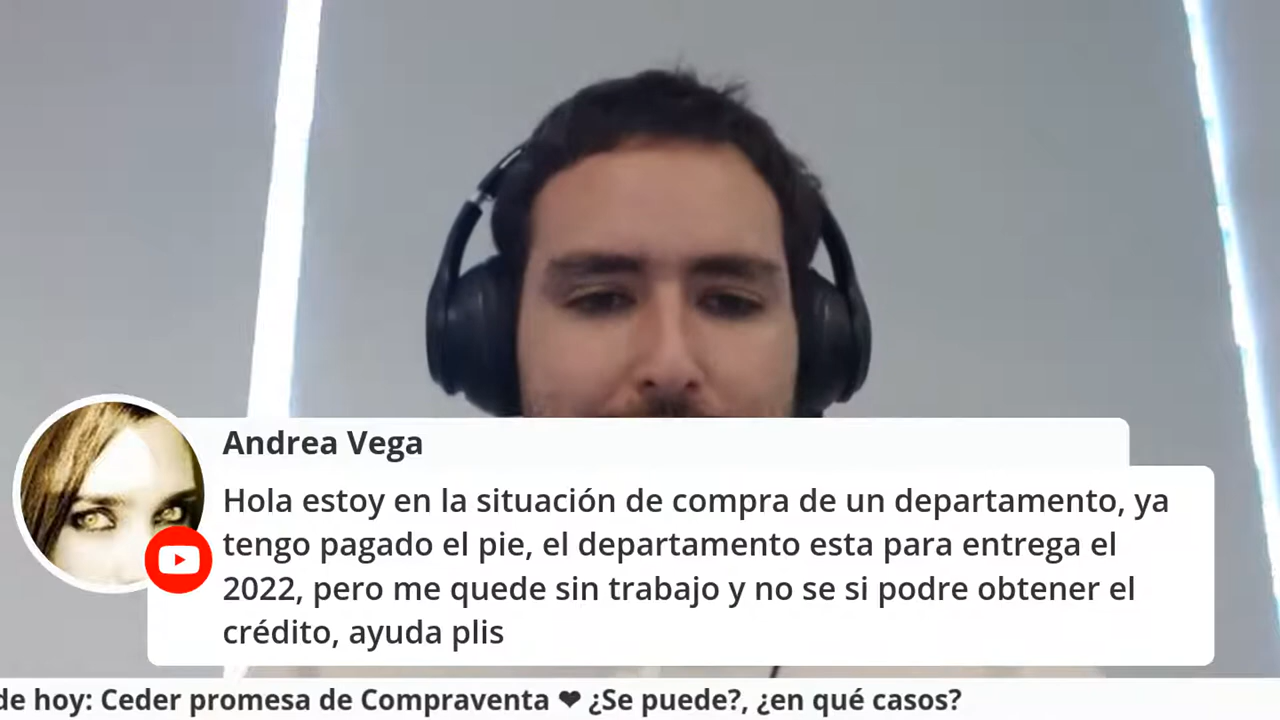 Andrea Vega
Hola estoy en la situación de compra de un departamento, ya
tengo pagado el pie, el departamento esta para entrega el
2022, pero me quede sin trabajo y no se si podre obtener el
crédito, ayuda plis
de hoy: Ceder promesa de Compraventa ❤ ¿Se puede?, ¿en qué casos?